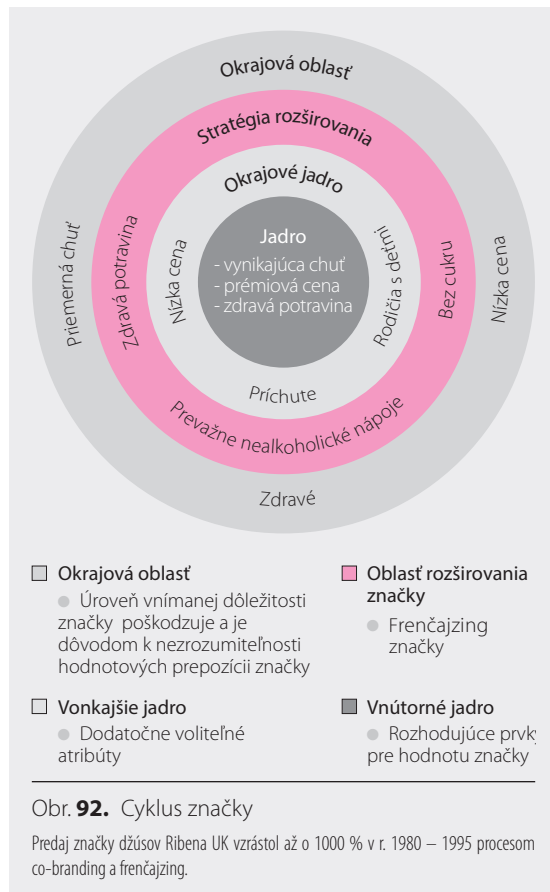 Okrajová oblasť
Stratégia rozširovania
Okrajové jadro
Jadro
- vynikajúca chuť
- prémiová cena
- zdravá potravina
Priemerná chuť
Zdravá potravina
Nízka cena
Rodičia s deťmi
Bez cukru
Nízka cena
Príchute
Prevažne nealkoholické nápoje
Zdravé
Okrajová oblasť
Úroveň vnímanej dôležitosti
značky poškodzuje a je
dôvodom k nezrozumiteľnosti
hodnotových prepozícii značky
Oblasť rozširovania
značky
Frenčajzing
značky
Vonkajšie jadro
Dodatočne voliteľné
atribúty
Vnútorné jadro
Rozhodujúce prvky
pre hodnotu značky
Obr. 92. Cyklus značky
Predaj značky džúsov Ribena UK vzrástol až o 1000 % v r. 1980 – 1995 procesom
co-branding a frenčajzing.